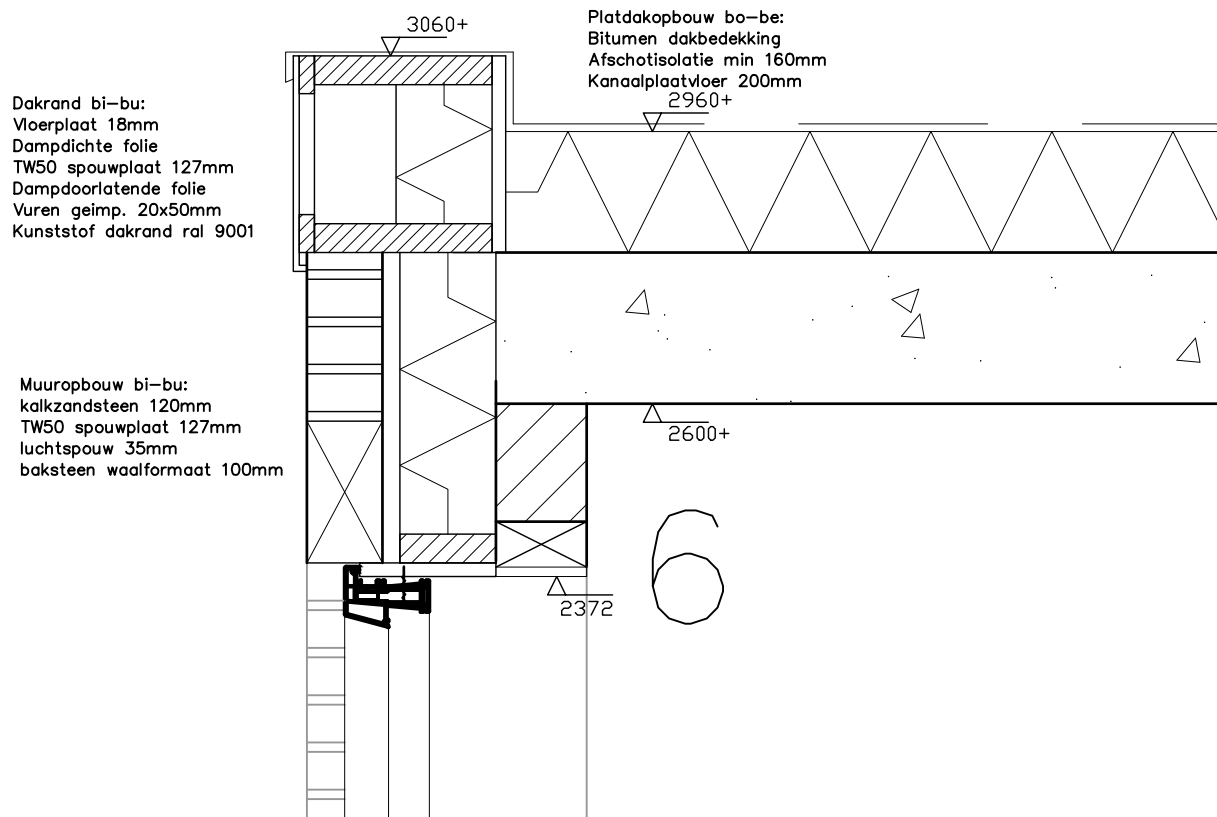 3060+
Platdakopbouw bo-be:
Bitumen dakbedekking
Afschotisolatie min 160mm
Kanaalplaatvloer 200mm
2960+
Dakrand bi-bu:
Vloerplaat 18mm
Dampdichte folie
TW50 spouwplaat 127mm
Dampdoorlatende folie
Vuren geimp. 20x50mm
Kunststof dakrand ral 9001
Muuropbouw bi-bu:
kalkzandsteen 120mm
TW50 spouwplaat 127mm
luchtspouw 35mm
baksteen waalformaat 100mm
2600+
6
2372